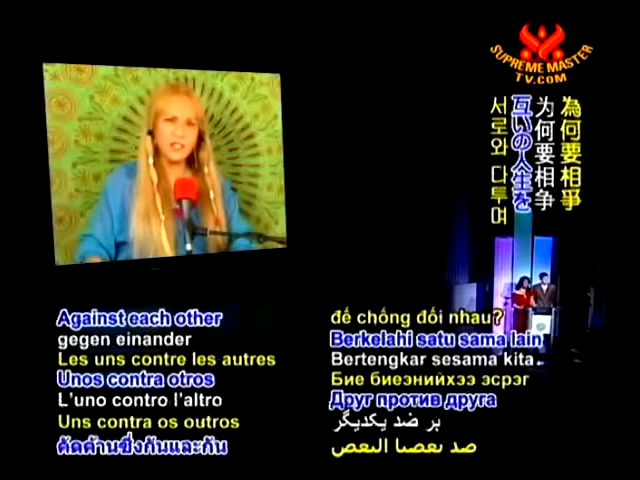 SUPREME MASTER
TV.COM
為何要相爭
为何要相争
互いの人生を
서로와 다투며
Against each other
gegen einander
Les uns contre les autres
Unos contra otros
L'uno contro l'altro
Uns contra os outros
คัดค้านซึ่งกันและกัน
để chống đối nhau?
Berkelahi satu sama lain
Bertengkar sesama kita.
Бие биеэнийхээ эсрэг
Друг против друга
بر ضد یکدیگر
ضد بعضنا البعض